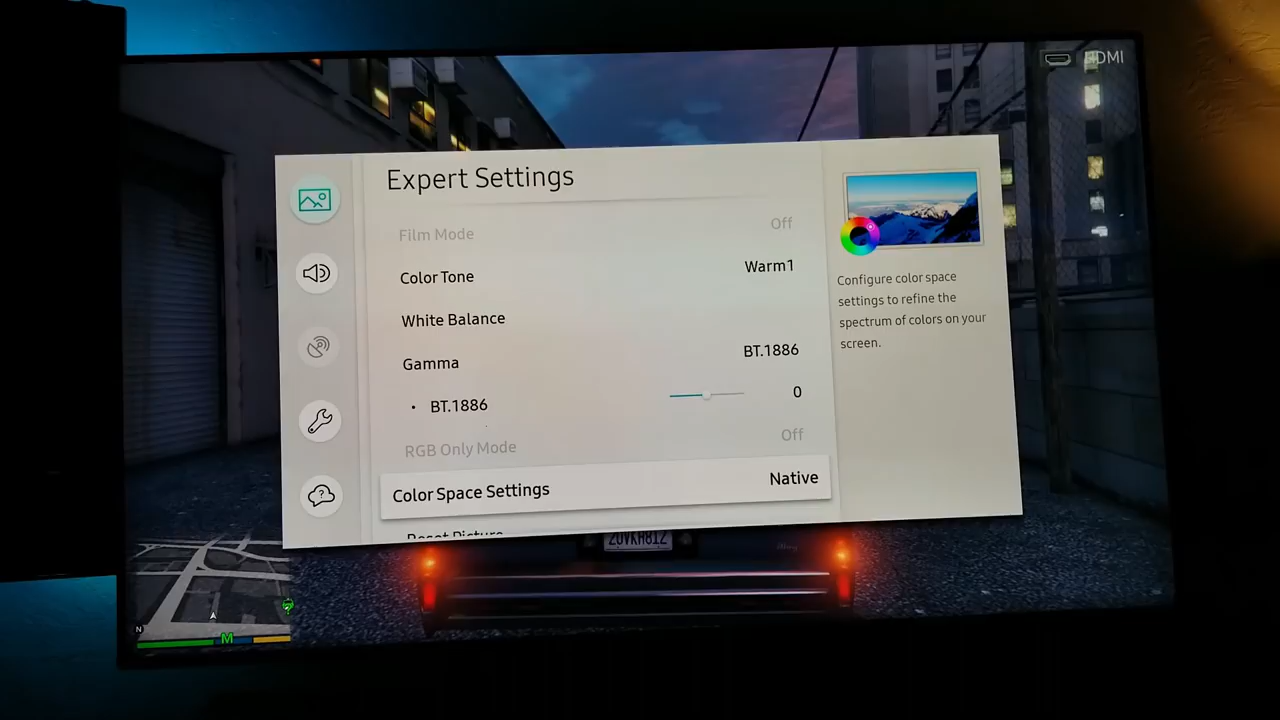 HDMI
Expert Settings
Film Mode Off
Color Tone Warm1
White Balance
Gamma BT.1886
• BT.1886 0
RGB Only Mode Off
Color Space Settings Native
Reset Picture
Configure color space
settings to refine the
spectrum of colors on your
screen.
N
M